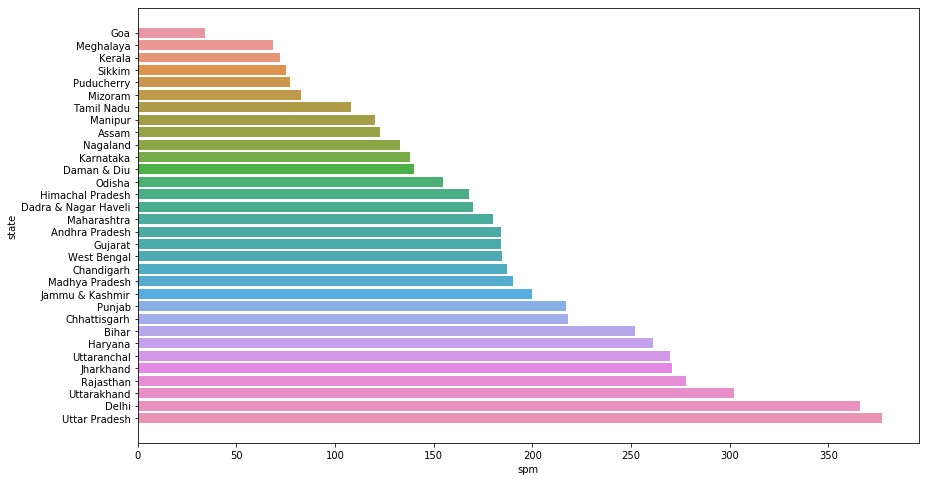 Goa
Meghalaya
Kerala
Sikkim
Puducherry
Mizoram
Tamil Nadu
Manipur
Assam
Nagaland
Karnataka
Daman & Diu
Odisha
Himachal Pradesh
Dadra & Nagar Haveli
Maharashtra
Andhra Pradesh
Gujarat
West Bengal
Chandigarh
Madhya Pradesh
Jammu & Kashmir
Punjab
Chhattisgarh
Bihar
Haryana
Uttaranchal
Jharkhand
Rajasthan
Uttarakhand
Delhi
Uttar Pradesh
state
0 50 100 150 200 250 300 350
spm